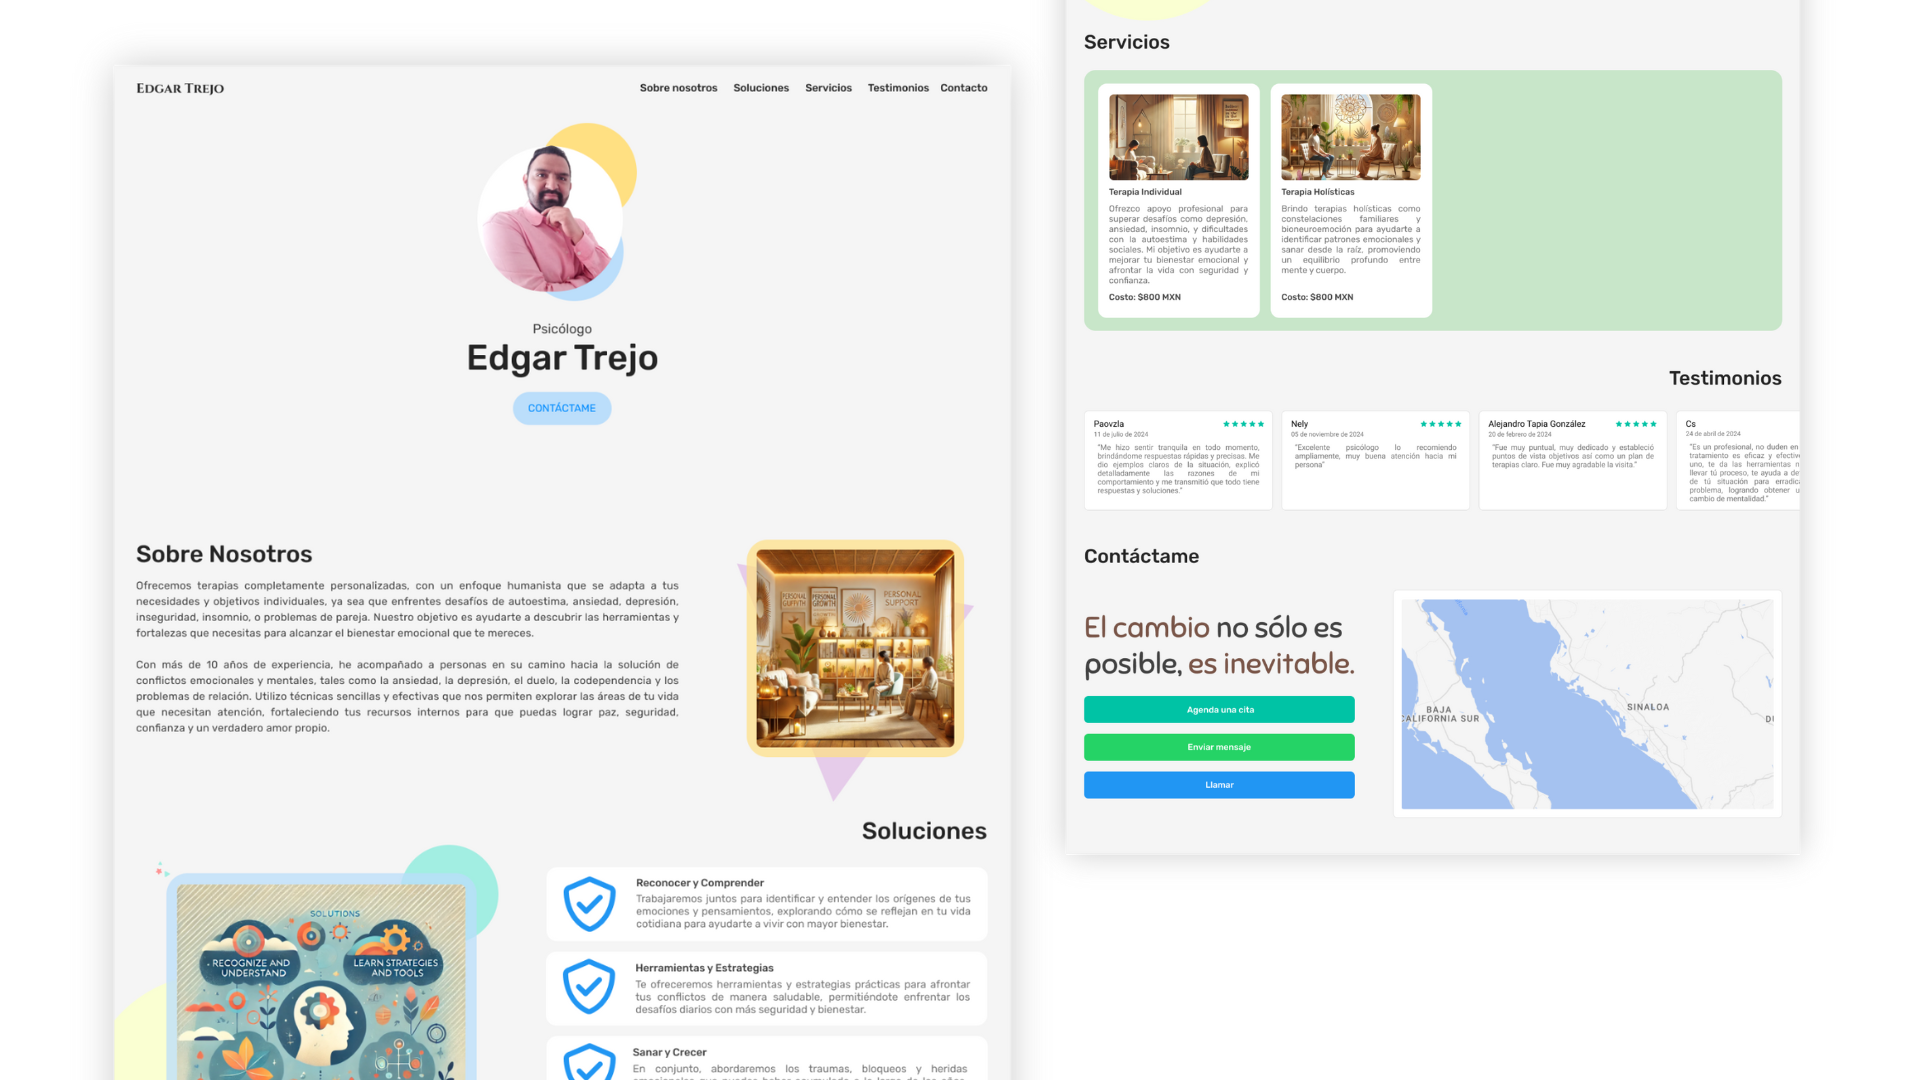 EDGAR TREJO
Sobre nosotros
Soluciones
Servicios
Testimonios
Contacto
Psicólogo
Edgar Trejo
CONTÁCTAME
Sobre Nosotros
Ofrecemos terapias completamente personalizadas, con un enfoque humanista que se adapta a tus
necesidades y objetivos individuales, ya sea que enfrentes desafíos de autoestima, ansiedad, depresión,
inseguridad, insomnio, o problemas de pareja. Nuestro objetivo es ayudarte a descubrir las herramientas y
fortalezas que necesitas para alcanzar el bienestar emocional que te mereces.
Con más de 10 años de experiencia, he acompañado a personas en su camino hacia la solución de
conflictos emocionales y mentales, tales como la ansiedad, la depresión, el duelo, la codependencia y los
problemas de relación. Utilizo técnicas sencillas y efectivas que nos permiten explorar las áreas de tu vida
que necesitan atención, fortaleciendo tus recursos internos para que puedas lograr paz, seguridad,
confianza y un verdadero amor propio.
PERSONAL
PERSONAL
GROWTH
PERSONAL
SUPPORT
Soluciones
SOLUTIONS
RECOGNIZE AND
UNDERSTAND
LEARN STRATEGIES
AND TOOLS
Reconocer y Comprender
Trabajaremos juntos para identificar y entender los orígenes de tus
emociones y pensamientos, explorando cómo se reflejan en tu vida
cotidiana para ayudarte a vivir con mayor bienestar.
Herramientas y Estrategias
Te ofreceremos herramientas y estrategias prácticas para afrontar
tus conflictos de manera saludable, permitiéndote enfrentar los
desafíos diarios con más seguridad y bienestar.
Sanar y Crecer
En conjunto, abordaremos los traumas, bloqueos y heridas
Servicios
Terapia Individual
Ofrezco apoyo profesional para
superar desafíos como depresión,
ansiedad, insomnio, y dificultades
con la autoestima y habilidades
sociales. Mi objetivo es ayudarte a
mejorar tu bienestar emocional y
afrontar la vida con seguridad y
confianza.
Costo: $600 MXN
Terapia Holísticas
Brindo terapias holísticas como
constelaciones familiares y
bioneuroemoción para ayudarte a
identificar patrones emocionales y
sanar desde la raíz, promoviendo
un equilibrio profundo entre
mente y cuerpo.
Costo: $800 MXN
Testimonios
Paovzla
11 de julio de 2024
"Me hizo sentir tranquila en todo momento,
brindándome respuestas rápidas y precisas. Me
dio ejemplos claros de la situación, explicó
detalladamente las razones de mi
comportamiento y me transmitió que todo tiene
respuestas y soluciones."
Nely
05 de noviembre de 2024
"Excelente psicólogo lo recomiendo
ampliamente, muy buena atención hacia mi
persona"
Alejandro Tapia González
20 de febrero de 2024
"Fue muy puntual, muy dedicado y estableció
puntos de vista objetivos así como un plan de
terapias claro. Fue muy agradable la visita."
Cs
24 de abril de 2024
"Es un profesional, no duden en
tratamiento es eficaz y
uno, te da las herramientas
llevar tú proceso, te ayuda a
de tú situación para
problema, logrando obtener
cambio de mentalidad."
Contáctame
El cambio no sólo es
posible, es inevitable.
Agenda una cita
Enviar mensaje
Llamar
BAJA
CALIFORNIA SUR
SINALOA